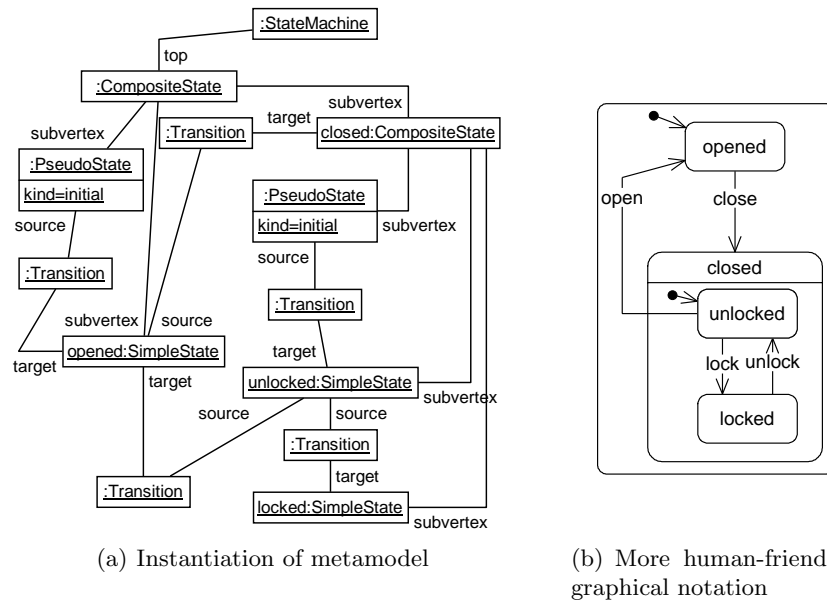 :StateMachine
top
:CompositeState
subvertex
subvertex
:Transition
target
closed:CompositeState
:PseudoState
kind=initial
:PseudoState
kind=initial
subvertex
source
source
:Transition
:Transition
subvertex
source
target
opened:SimpleState
target
target
unlocked:SimpleState
subvertex
source
source
:Transition
target
:Transition
locked:SimpleState
subvertex
(a) Instantiation of metamodel
opened
open
close
closed
unlocked
lock
unlock
locked
(b) More human-friend
graphical notation